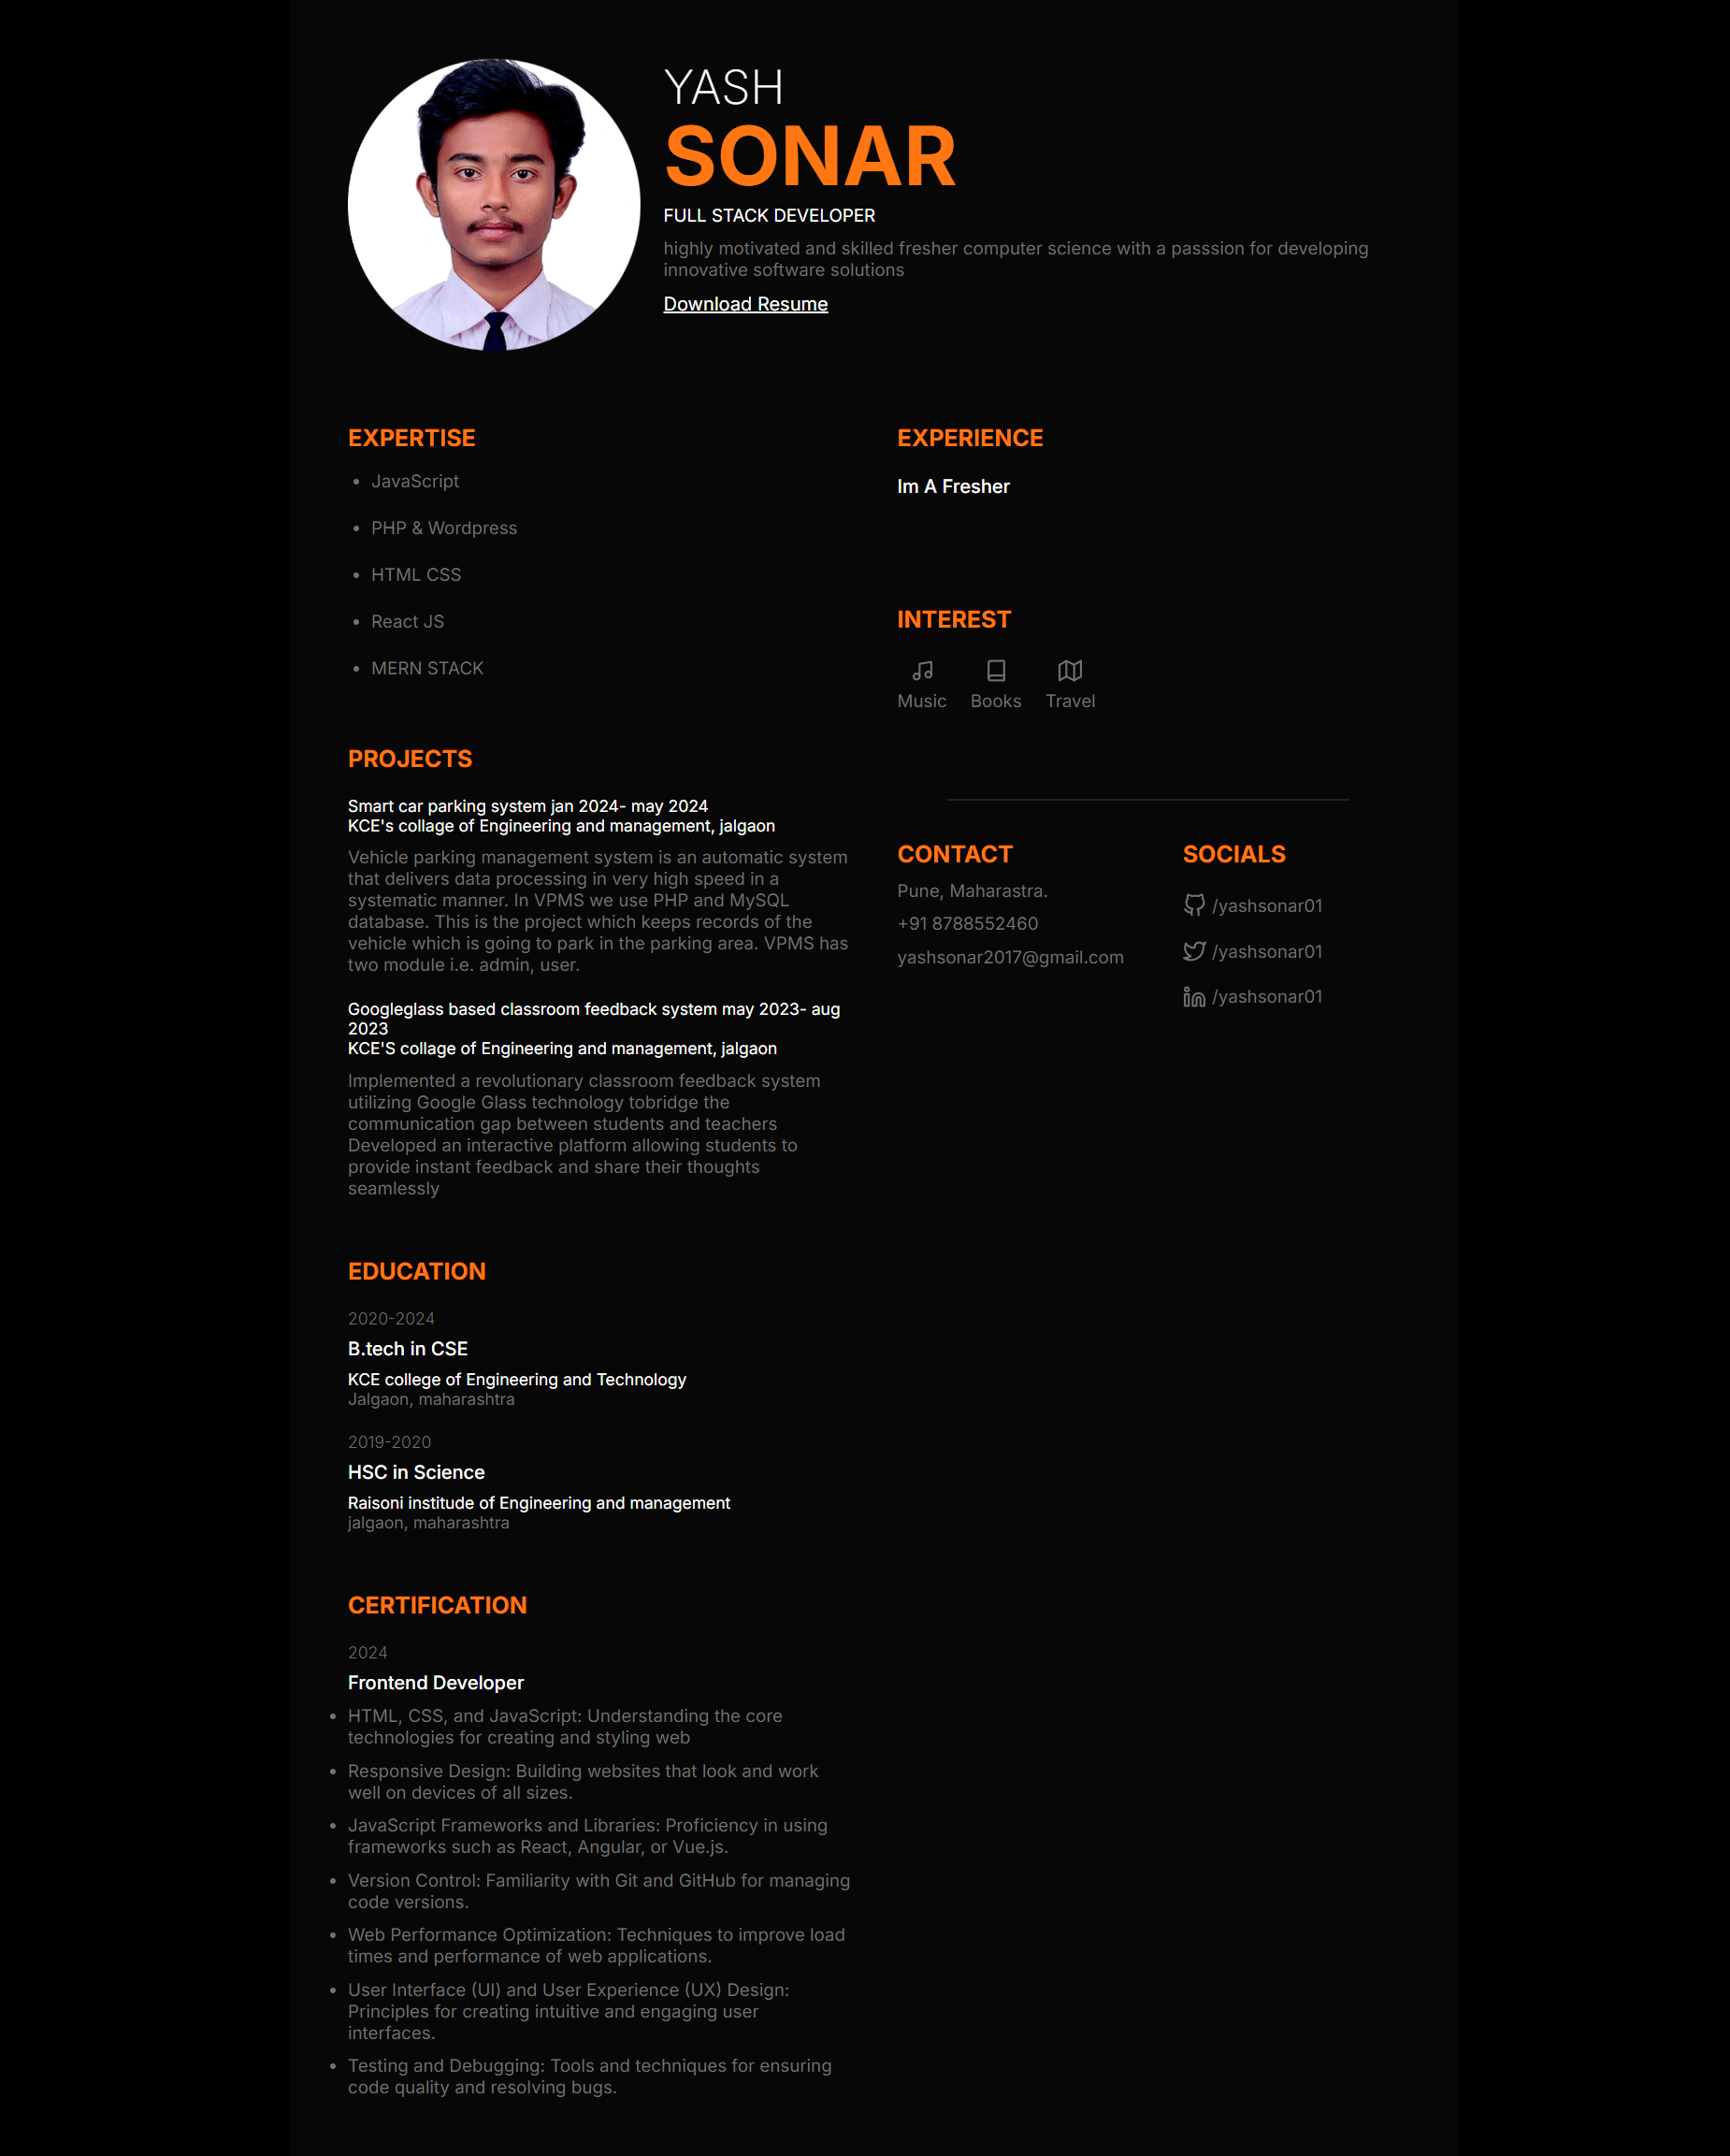 YASH
SONAR
FULL STACK DEVELOPER
highly motivated and skilled fresher computer science with a passsion for developing
innovative software solutions
Download Resume
EXPERTISE
• JavaScript
• PHP & Wordpress
• HTML CSS
• React JS
• MERN STACK
PROJECTS
Smart car parking system jan 2024- may 2024
KCE's collage of Engineering and management, jalgaon
Vehicle parking management system is an automatic system
that delivers data processing in very high speed in a
systematic manner. In VPMS we use PHP and MySQL
database. This is the project which keeps records of the
vehicle which is going to park in the parking area. VPMS has
two module i.e. admin, user.
Googleglass based classroom feedback system may 2023- aug
2023
KCE'S collage of Engineering and management, jalgaon
Implemented a revolutionary classroom feedback system
utilizing Google Glass technology tobridge the
communication gap between students and teachers
Developed an interactive platform allowing students to
provide instant feedback and share their thoughts
seamlessly
EDUCATION
2020-2024
B.tech in CSE
KCE college of Engineering and Technology
Jalgaon, maharashtra
2019-2020
HSC in Science
Raisoni institude of Engineering and management
jalgaon, maharashtra
CERTIFICATION
2024
Frontend Developer
• HTML, CSS, and JavaScript: Understanding the core
technologies for creating and styling web
• Responsive Design: Building websites that look and work
well on devices of all sizes.
• JavaScript Frameworks and Libraries: Proficiency in using
frameworks such as React, Angular, or Vue.js.
• Version Control: Familiarity with Git and GitHub for managing
code versions.
• Web Performance Optimization: Techniques to improve load
times and performance of web applications.
• User Interface (UI) and User Experience (UX) Design:
Principles for creating intuitive and engaging user
interfaces.
• Testing and Debugging: Tools and techniques for ensuring
code quality and resolving bugs.
EXPERIENCE
Im A Fresher
INTEREST
Music Books Travel
CONTACT
Pune, Maharastra.
+91 8788552460
yashsonar2017@gmail.com
SOCIALS
/yashsonar01
/yashsonar01
/yashsonar01